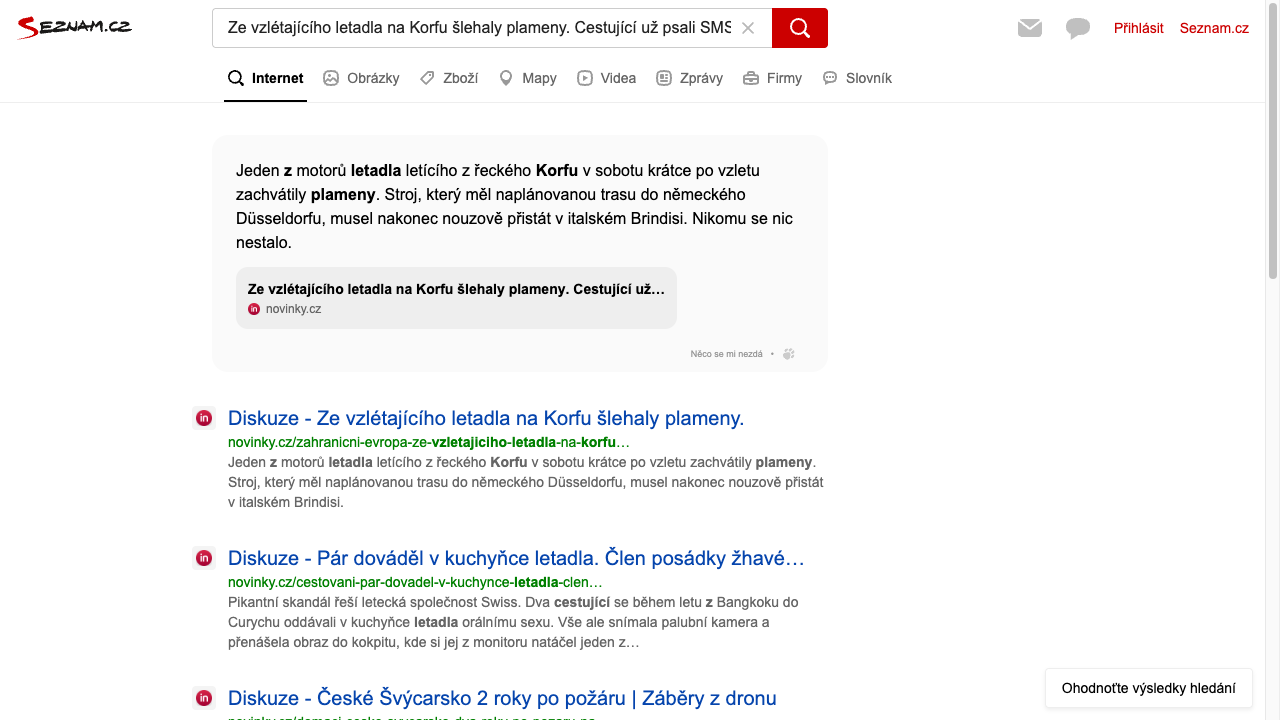 SEZNAM.CZ
Ze vzlétajícího letadla na Korfu šlehaly plameny. Cestující už psali SMS
Přihlásit
Seznam.cz
Internet
Obrázky
Zboží
Mapy
Videa
Zprávy
Firmy
Slovník
Jeden z motorů letadla letícího z řeckého Korfu v sobotu krátce po vzletu
zachvátily plameny. Stroj, který měl naplánovanou trasu do německého
Düsseldorfu, musel nakonec nouzově přistát v italském Brindisi. Nikomu se nic
nestalo.
Ze vzlétajícího letadla na Korfu šlehaly plameny. Cestující už…
novinky.cz
Něco se mi nezdá •
Diskuze - Ze vzlétajícího letadla na Korfu šlehaly plameny.
novinky.cz/zahranicni-evropa-ze-vzletajiciho-letadla-na-korfu…
Jeden z motorů letadla letícího z řeckého Korfu v sobotu krátce po vzletu zachvátily plameny.
Stroj, který měl naplánovanou trasu do německého Düsseldorfu, musel nakonec nouzově přistát
v italském Brindisi.
Diskuze - Pár dováděl v kuchyňce letadla. Člen posádky žhavé…
novinky.cz/cestovani-par-dovadel-v-kuchynce-letadla-clen…
Pikantní skandál řeší letecká společnost Swiss. Dva cestující se během letu z Bangkoku do
Curychu oddávali v kuchyňce letadla orálnímu sexu. Vše ale snímala palubní kamera a
přenášela obraz do kokpitu, kde si jej z monitoru natáčel jeden z…
Diskuze - České Švýcarsko 2 roky po požáru | Záběry z dronu
Ohodnoťte výsledky hledání